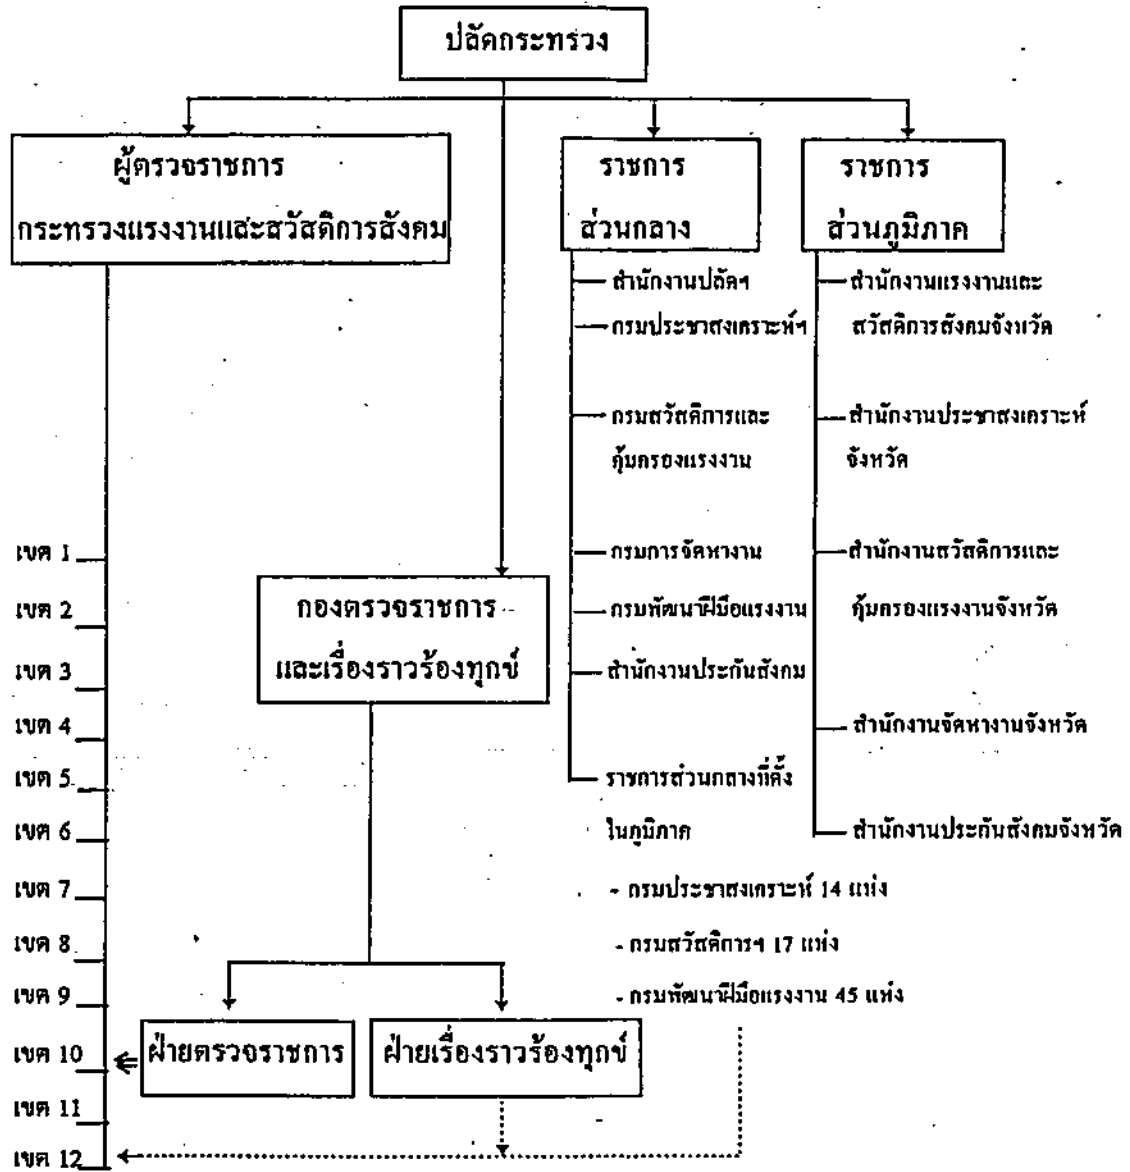 ปลัดกระทรวง
ผู้ตรวจราชการ
กระทรวงแรงงานและสวัสดิการสังคม
ราชการ
ส่วนกลาง
ราชการ
ส่วนภูมิภาค
สำนักงานปลัดฯ
กรมประชาสงเคราะห์ฯ
กรมสวัสดิการและ
คุ้มครองแรงงาน
กรมการจัดหางาน
กรมพัฒนาฝีมือแรงงาน
สำนักงานประกันสังคม
ราชการส่วนกลางที่ตั้ง
ในภูมิภาค
- กรมประชาสงเคราะห์ 14 แห่ง
- กรมสวัสดิการฯ 17 แห่ง
- กรมพัฒนาฝีมือแรงงาน 45 แห่ง
สำนักงานแรงงานและ
สวัสดิการสังคมจังหวัด
สำนักงานประชาสงเคราะห์
จังหวัด
สำนักงานสวัสดิการและ
คุ้มครองแรงงานจังหวัด
สำนักงานจัดหางานจังหวัด
สำนักงานประกันสังคมจังหวัด
กองตรวจราชการ
และเรื่องราวร้องทุกข์
ฝ่ายตรวจราชการ
ฝ่ายเรื่องราวร้องทุกข์
เขต 1
เขต 2
เขต 3
เขต 4
เขต 5
เขต 6
เขต 7
เขต 8
เขต 9
เขต 10
เขต 11
เขต 12